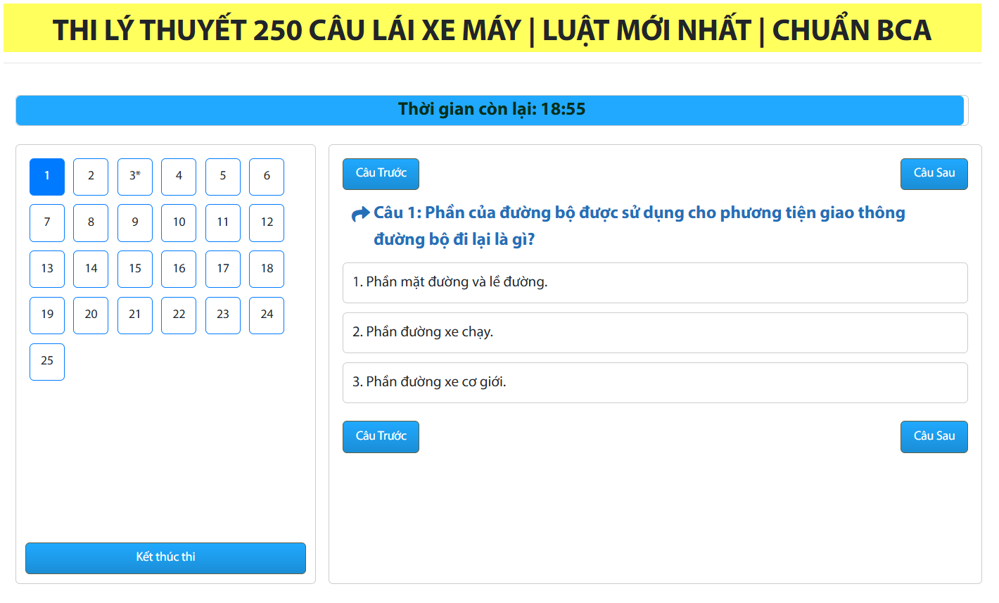 THI LÝ THUYẾT 250 CÂU LÁI XE MÁY | LUẬT MỚI NHẤT | CHUẨN BCA
Thời gian còn lại: 18:55
1 2 3* 4 5 6
7 8 9 10 11 12
13 14 15 16 17 18
19 20 21 22 23 24
25
Kết thúc thi
Câu Trước Câu Sau
Câu 1: Phần của đường bộ được sử dụng cho phương tiện giao thông
đường bộ đi lại là gì?
1. Phần mặt đường và lề đường.
2. Phần đường xe chạy.
3. Phần đường xe cơ giới.
Câu Trước Câu Sau